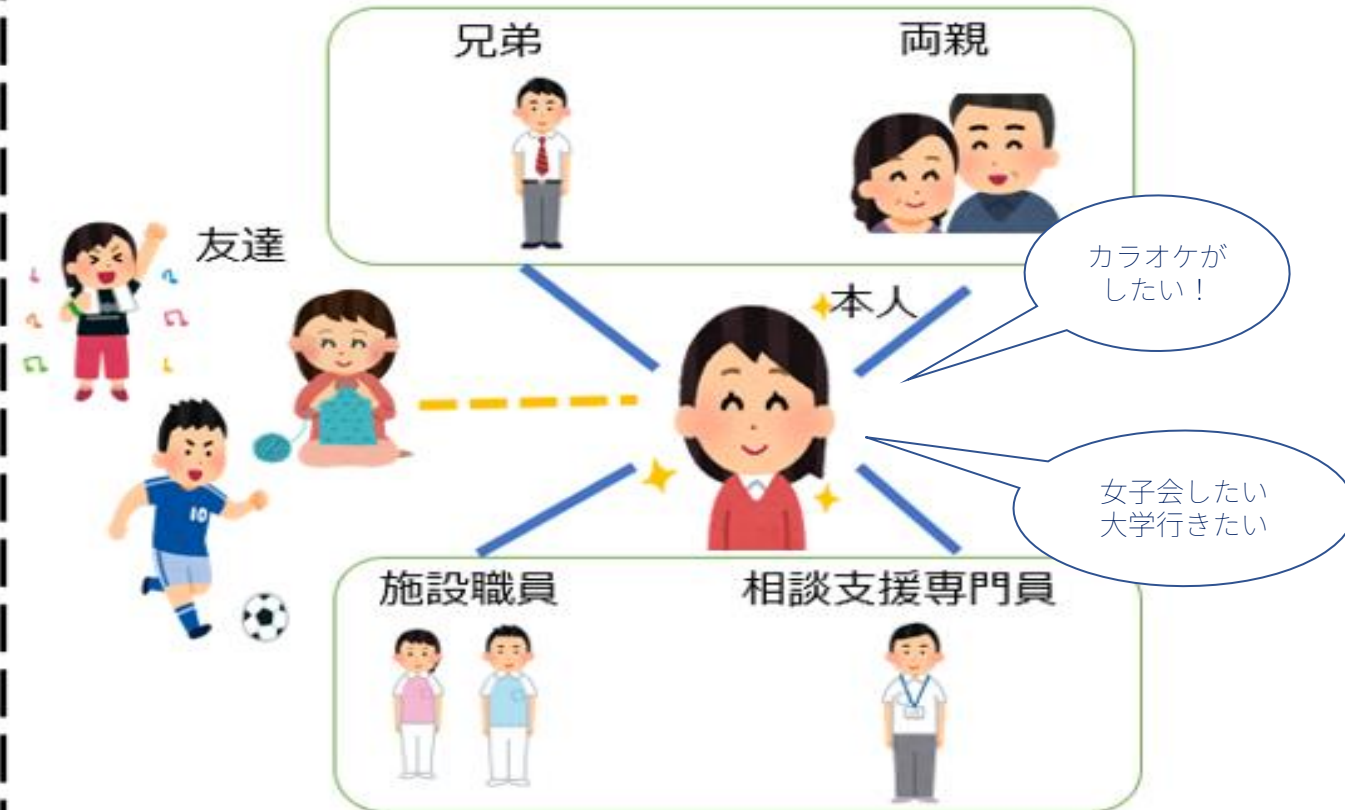 兄弟
両親
友達
カラオケが
したい！
本人
女子会したい
大学行きたい
施設職員
相談支援専門員
10